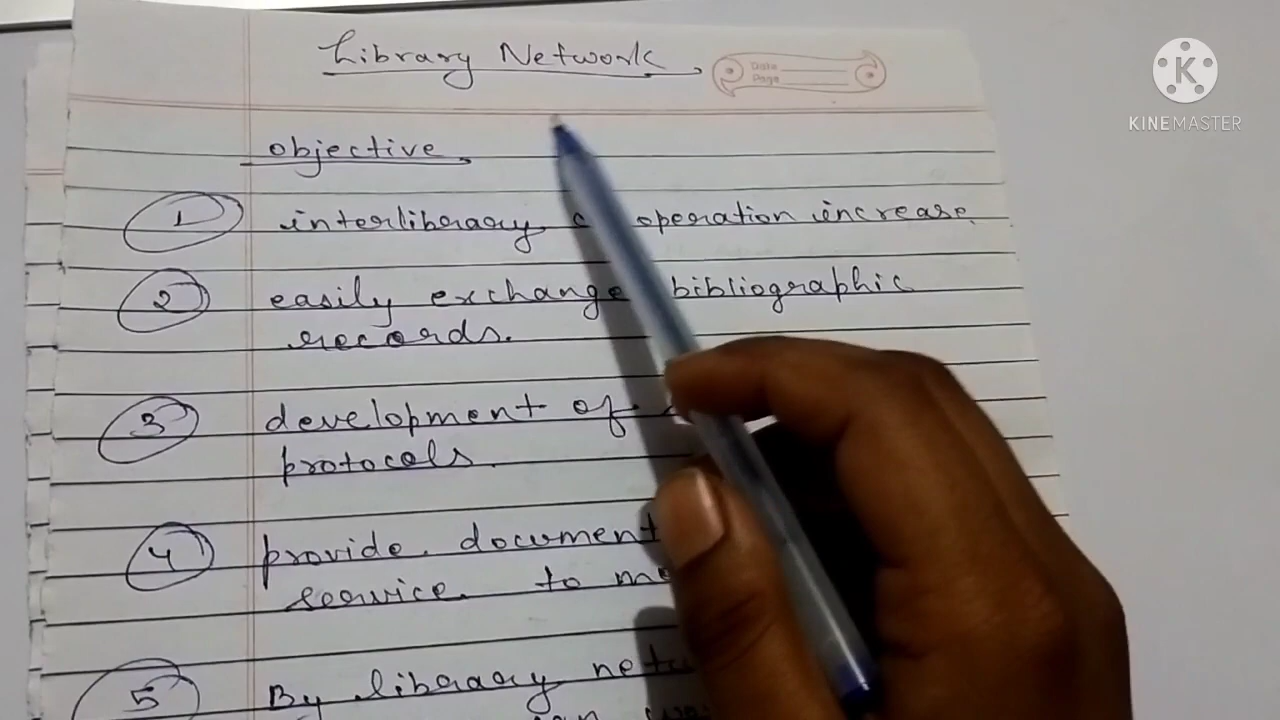 Library Network
Date
Page
KINEMASTER
objective
1 interlibrary operation increase.
2 easily exchange bibliographic
records.
3 development of
protocols.
4 provide document
service to
5 By library